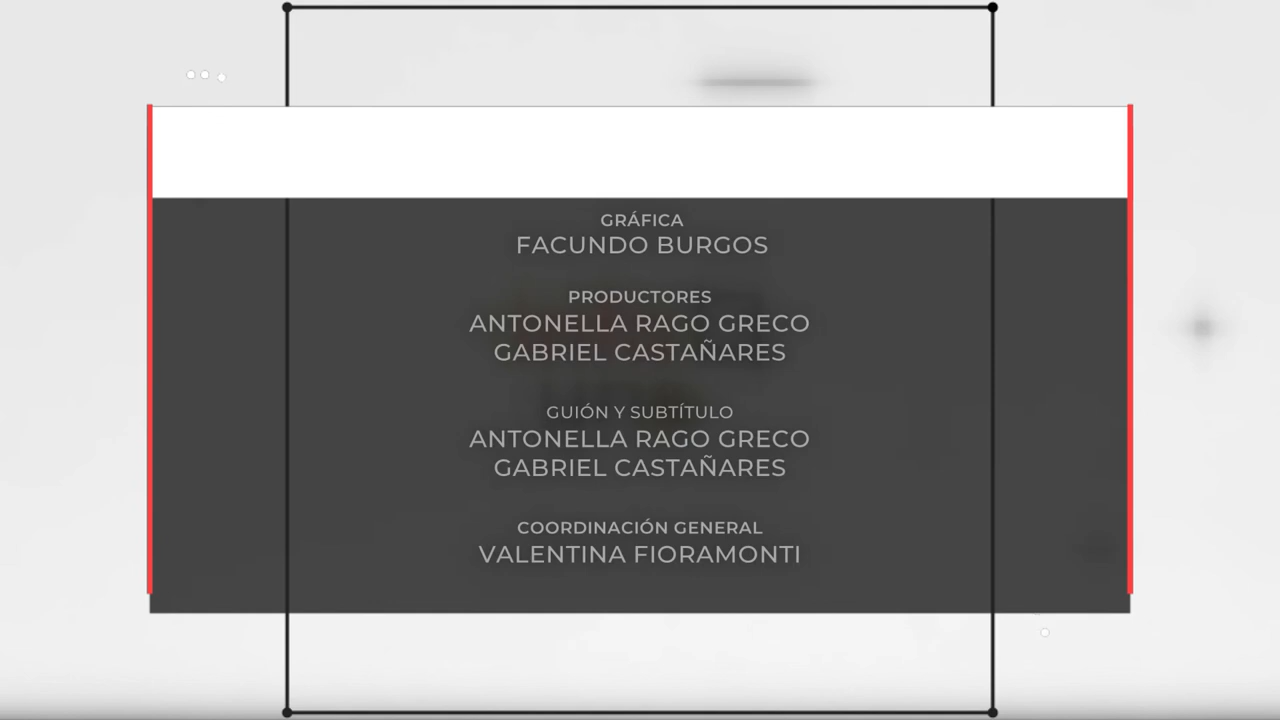 GRÁFICA
FACUNDO BURGOS
PRODUCTORES
ANTONELLA RAGO GRECO
GABRIEL CASTAÑARES
GUIÓN Y SUBTÍTULO
ANTONELLA RAGO GRECO
GABRIEL CASTAÑARES
COORDINACIÓN GENERAL
VALENTINA FIORAMONTI